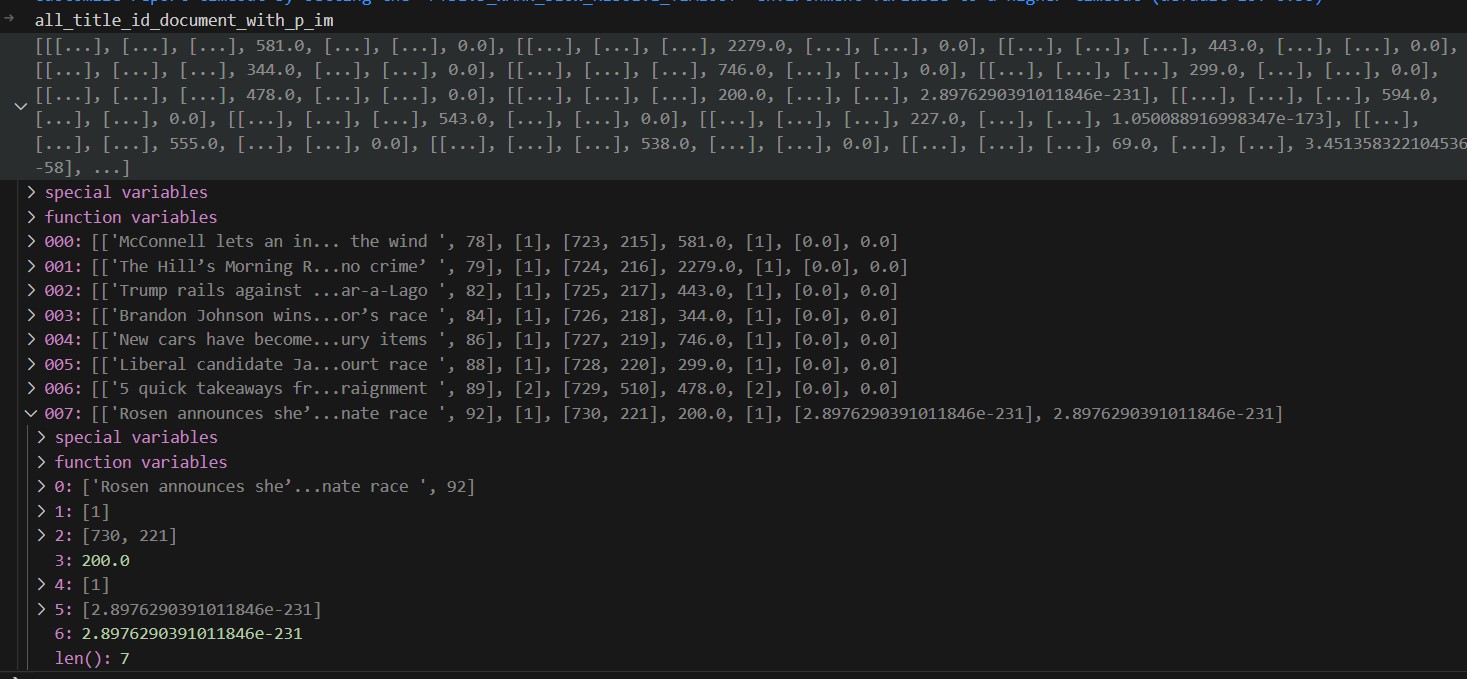 all_title_id_document_with_p_im
[[[...], [...], [...], 581.0, [...], [...], 0.0], [[...], [...], [...], 2279.0, [...], [...], 0.0], [[...], [...], [...], 443.0, [...], [...], 0.0],
[[...], [...], [...], 344.0, [...], [...], 0.0], [[...], [...], [...], 746.0, [...], [...], 0.0], [[...], [...], [...], 299.0, [...], [...], 0.0],
[[...], [...], [...], 478.0, [...], [...], 0.0], [[...], [...], [...], 200.0, [...], [...], 2.8976290391011846e-231], [[...], [...], [...], 594.0,
[...], [...], 0.0], [[...], [...], [...], 543.0, [...], [...], 0.0], [[...], [...], [...], 227.0, [...], [...], 1.050088916998347e-173], [[...],
[...], [...], 555.0, [...], [...], 0.0], [[...], [...], [...], 538.0, [...], [...], 0.0], [[...], [...], [...], 69.0, [...], [...], 3.451358322104536
-58], ...]
special variables
function variables
000: [['McConnell lets an in... the wind ', 78], [1], [723, 215], 581.0, [1], [0.0], 0.0]
001: [['The Hill’s Morning R...no crime’ ', 79], [1], [724, 216], 2279.0, [1], [0.0], 0.0]
002: [['Trump rails against ...ar-a-Lago ', 82], [1], [725, 217], 443.0, [1], [0.0], 0.0]
003: [['Brandon Johnson wins...or’s race ', 84], [1], [726, 218], 344.0, [1], [0.0], 0.0]
004: [['New cars have become...ury items ', 86], [1], [727, 219], 746.0, [1], [0.0], 0.0]
005: [['Liberal candidate Ja...ourt race ', 88], [1], [728, 220], 299.0, [1], [0.0], 0.0]
006: [['5 quick takeaways fr...raignment ', 89], [2], [729, 510], 478.0, [2], [0.0], 0.0]
007: [['Rosen announces she’...nate race ', 92], [1], [730, 221], 200.0, [1], [2.8976290391011846e-231], 2.8976290391011846e-231]
special variables
function variables
0: ['Rosen announces she’...nate race ', 92]
1: [1]
2: [730, 221]
3: 200.0
4: [1]
5: [2.8976290391011846e-231]
6: 2.8976290391011846e-231
len(): 7